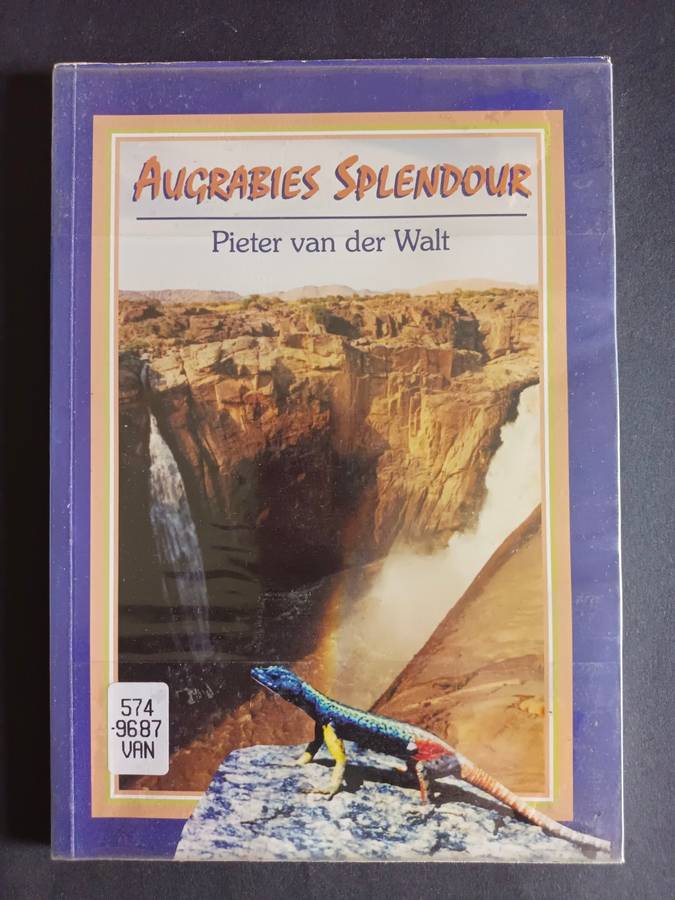 AUGRABIES SPLENDOUR
Pieter van der Walt
574
·9687
VAN